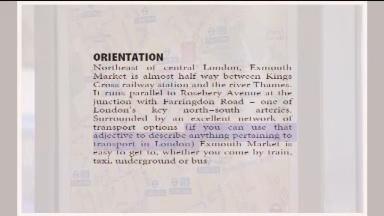 ORIENTATION
Northeast of central London, Exmouth
Market is almost half way between Kings
Cross railway station and the river Thames.
It runs parallel to Rosebery Avenue at the
junction with Farringdon Road – one of
London's key north–south arteries.
Surrounded by an excellent network of
transport options (if you can use that
adjective to describe anything pertaining to
transport in London) Exmouth Market is
easy to get to, whether you come by train,
taxi, underground or bus.